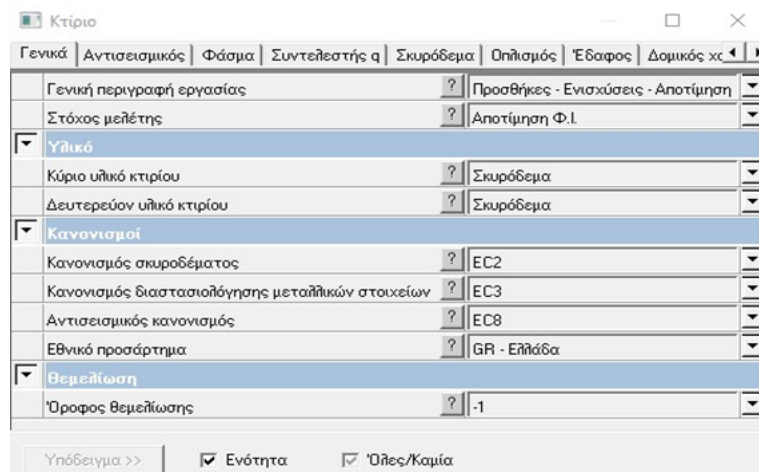 Κτίριο
Γενικά Αντισεισμικός Φάσμα Συντελεστής q Σκυρόδεμα Οπλισμός Έδαφος Δομικός χα
Γενική περιγραφή εργασίας ? Προσθήκες - Ενισχύσεις - Αποτίμηση
Στόχος μελέτης ? Αποτίμηση Φ.Ι.
Υλικό
Κύριο υλικό κτιρίου ? Σκυρόδεμα
Δευτερεύον υλικό κτιρίου ? Σκυρόδεμα
Κανονισμοί
Κανονισμός σκυροδέματος ? EC2
Κανονισμός διαστασιολόγησης μεταλλικών στοιχείων ? EC3
Αντισεισμικός κανονισμός ? EC8
Εθνικό προσάρτημα ? GR - Ελλάδα
Θεμελίωση
Όροφος θεμελίωσης ? -1
Υπόδειγμα >> Ενότητα Όλες/Καμία